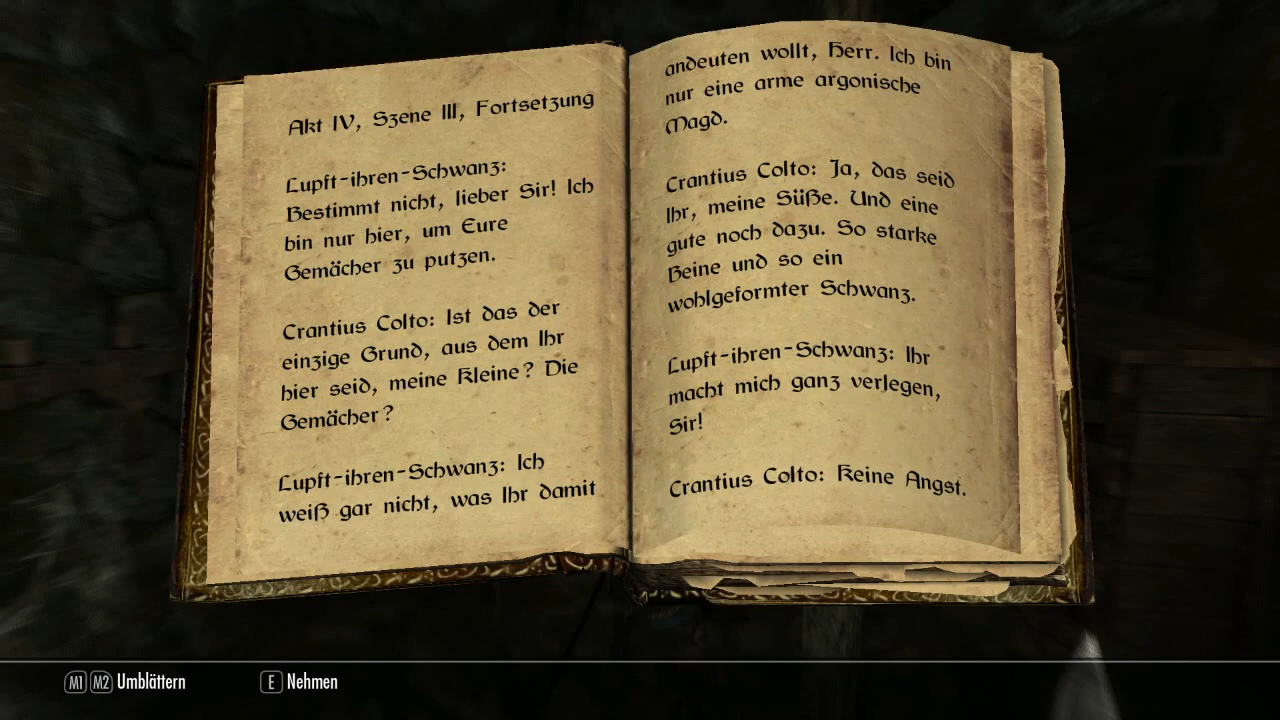 Akt IV, Szene III, Fortsetzung
Lupft-ihren-Schwanz:
Bestimmt nicht, lieber Sir! Ich
bin nur hier, um Eure
Gemächer zu putzen.
Crantius Colto: Ist das der
einzige Grund, aus dem Ihr
hier seid, meine Kleine? Die
Gemächer?
Lupft-ihren-Schwanz: Ich
weiß gar nicht, was Ihr damit
andeuten wollt, Herr. Ich bin
nur eine arme argonische
Magd.
Crantius Colto: Ja, das seid
Ihr, meine Süße. Und eine
gute noch dazu. So starke
Beine und so ein
wohlgeformter Schwanz.
Lupft-ihren-Schwanz: Ihr
macht mich ganz verlegen,
Sir!
Crantius Colto: Keine Angst.
M1 M2 Umblättern
E Nehmen